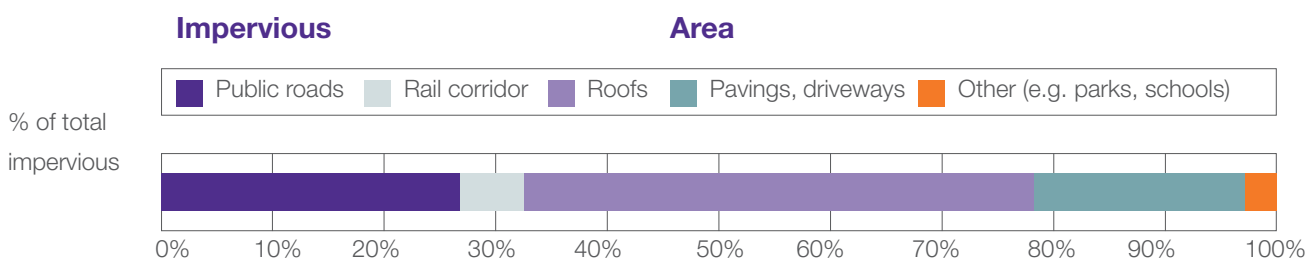 Impervious Area
Public roads Rail corridor Roofs Pavings, driveways Other (e.g. parks, schools)
% of total
impervious
0% 10% 20% 30% 40% 50% 60% 70% 80% 90% 100%